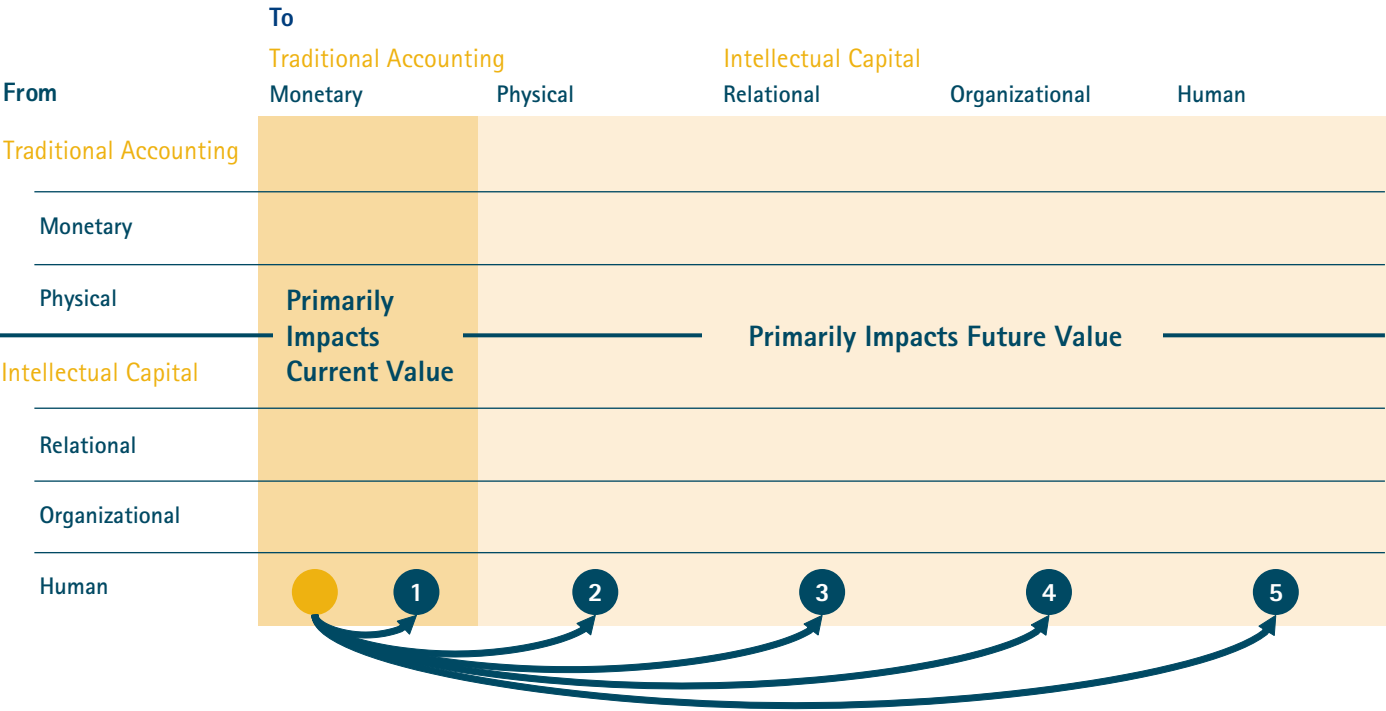 To
Traditional Accounting Intellectual Capital
From Monetary Physical Relational Organizational Human
Traditional Accounting
Monetary
Physical
Primarily
Impacts
Current Value
Primarily Impacts Future Value
Intellectual Capital
Relational
Organizational
Human 1 2 3 4 5